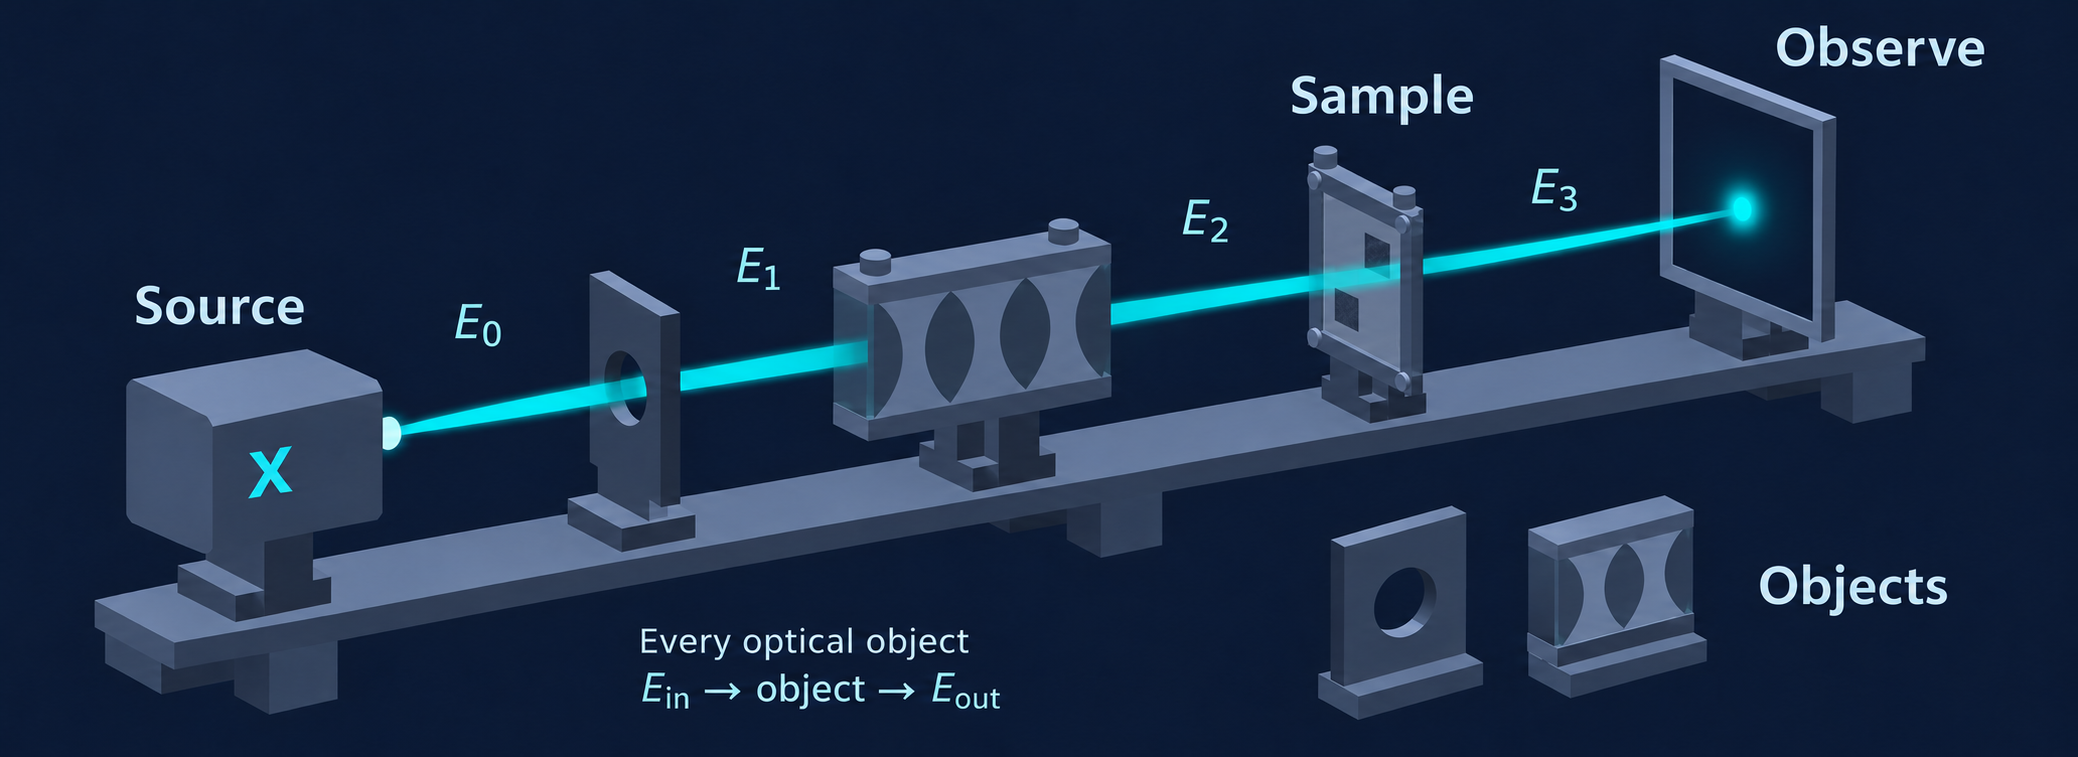 Observe
Sample
E3
E2
E1
Source
E0
X
Objects
Every optical object
Ein → object → Eout